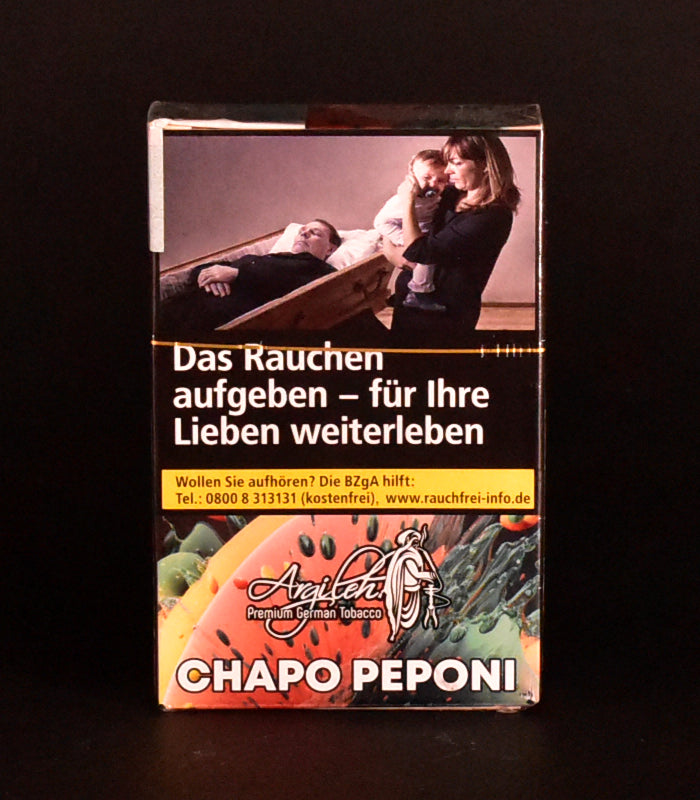 Das Rauchen
aufgeben – für Ihre
Lieben weiterleben
Wollen Sie aufhören? Die BZgA hilft:
Tel.: 0800 8 313131 (kostenfrei), www.rauchfrei-info.de
Argileh
Premium German Tobacco
CHAPO PEPONI